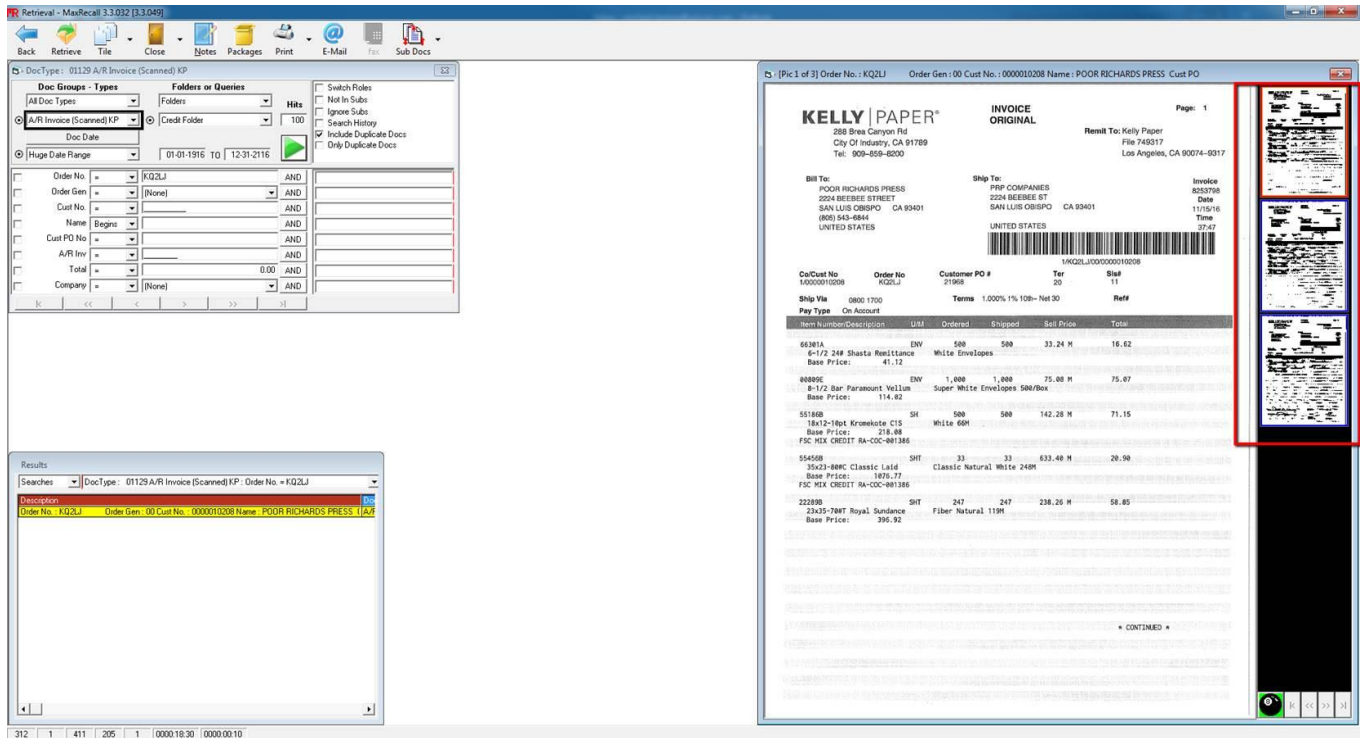 Retrieval - MaxRecall 3.3.032 [3.3.049]
Back Retrieve Tile Close Notes Packages Print E-Mail fax Sub Docs
DocType : 01129 A/R Invoice (Scanned) KP
Doc Groups - Types Folders or Queries
All Doc Types Folders Hits
A/R Invoice (Scanned) KP Credit Folder 100
Doc Date
Huge Date Range 01-01-1916 TO 12-31-2116
Switch Roles
Not In Subs
Ignore Subs
Search History
Include Duplicate Docs
Only Duplicate Docs
Order No. = KQ2LJ AND
Order Gen = (None) AND
Cust No. = AND
Name Begins AND
Cust PO No = AND
A/R Inv = AND
Total = 0.00 AND
Company = (None) AND
|< << < > >> >|
Results
Searches DocType : 01129 A/R Invoice (Scanned) KP : Order No. = KQ2LJ
Description Do
Order No. : KQ2LJ Order Gen : 00 Cust No. : 0000010208 Name : POOR RICHARDS PRESS ( A/F
312 1 411 205 1 0000:18:30 0000:00:10
[Pic 1 of 3] Order No. : KQ2LJ Order Gen : 00 Cust No. : 0000010208 Name : POOR RICHARDS PRESS Cust PO
KELLY | PAPER®
288 Brea Canyon Rd
City Of Industry, CA 91789
Tel: 909-859-8200
INVOICE
ORIGINAL
Page: 1
Remit To: Kelly Paper
File 749317
Los Angeles, CA 90074-9317
Bill To:
POOR RICHARDS PRESS
2224 BEEBEE STREET
SAN LUIS OBISPO CA 93401
(805) 543-6844
UNITED STATES
Ship To:
PRP COMPANIES
2224 BEEBEE ST
SAN LUIS OBISPO CA 93401
UNITED STATES
Invoice
8253798
Date
11/15/16
Time
37:47
1/KQ2LJ/00/0000010208
Co/Cust No Order No Customer PO # Ter Sls#
1/0000010208 KQ2LJ 21968 20 11
Ship Via 0800 1700 Terms 1.000% 1% 10th- Net 30 Ref#
Pay Type On Account
Item Number/Description U/M Ordered Shipped Sell Price Total
66301A ENV 500 500 33.24 M 16.62
6-1/2 24# Shasta Remittance White Envelopes
Base Price: 41.12
00809E ENV 1,000 1,000 75.08 M 75.07
8-1/2 Bar Paramount Vellum Super White Envelopes 500/Box
Base Price: 114.02
55186B SH 500 500 142.28 M 71.15
18x12-10pt Kromekote C1S White 66M
Base Price: 218.08
FSC MIX CREDIT RA-COC-001386
55456B SHT 33 33 633.40 M 20.90
35x23-80#C Classic Laid Classic Natural White 248M
Base Price: 1076.77
FSC MIX CREDIT RA-COC-001386
22289B SHT 247 247 238.26 M 58.85
23x35-70#T Royal Sundance Fiber Natural 119M
Base Price: 396.92
* CONTINUED *
|< << >> >|